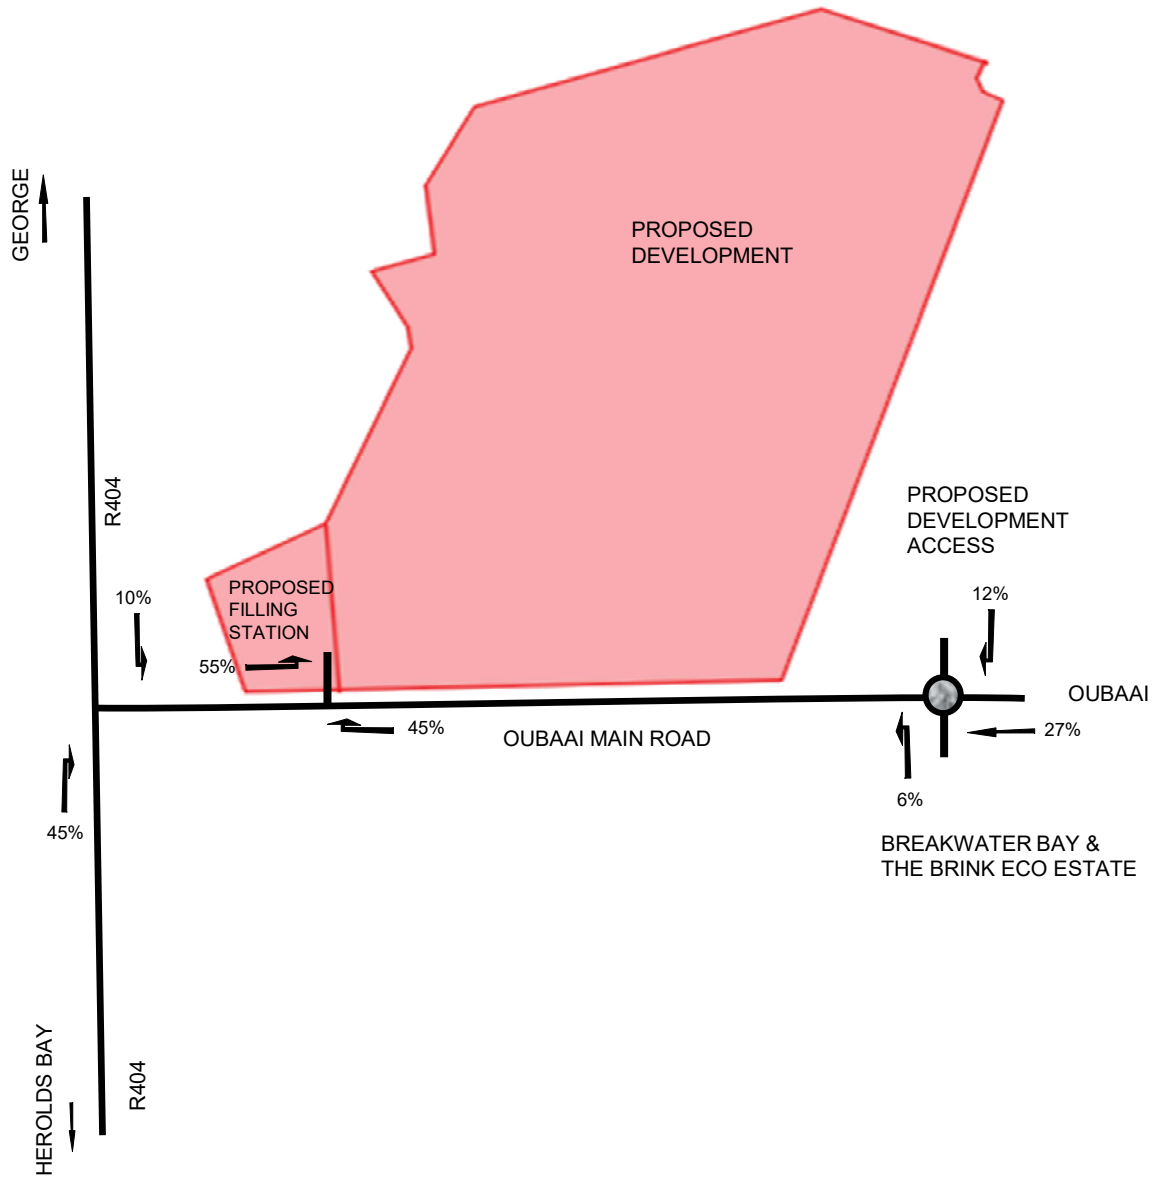 GEORGE
PROPOSED
DEVELOPMENT
R404
PROPOSED
DEVELOPMENT
ACCESS
10%
PROPOSED
FILLING
STATION
12%
55%
OUBAAI
45%
OUBAAI MAIN ROAD
27%
6%
45%
BREAKWATER BAY &
THE BRINK ECO ESTATE
HEROLDS BAY
R404